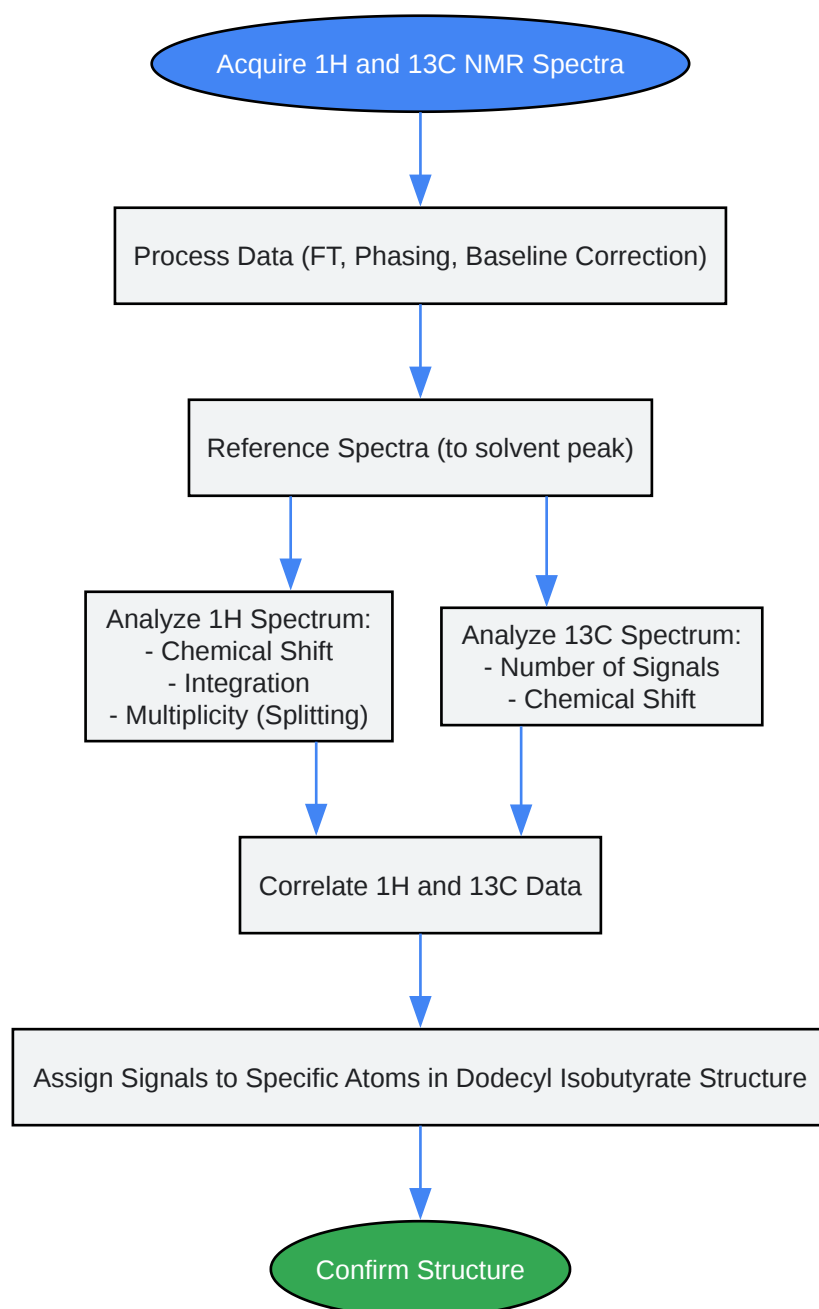 Acquire 1H and 13C NMR Spectra
Process Data (FT, Phasing, Baseline Correction)
Reference Spectra (to solvent peak)
Analyze 1H Spectrum:
- Chemical Shift
- Integration
- Multiplicity (Splitting)
Analyze 13C Spectrum:
- Number of Signals
- Chemical Shift
Correlate 1H and 13C Data
Assign Signals to Specific Atoms in Dodecyl Isobutyrate Structure
Confirm Structure